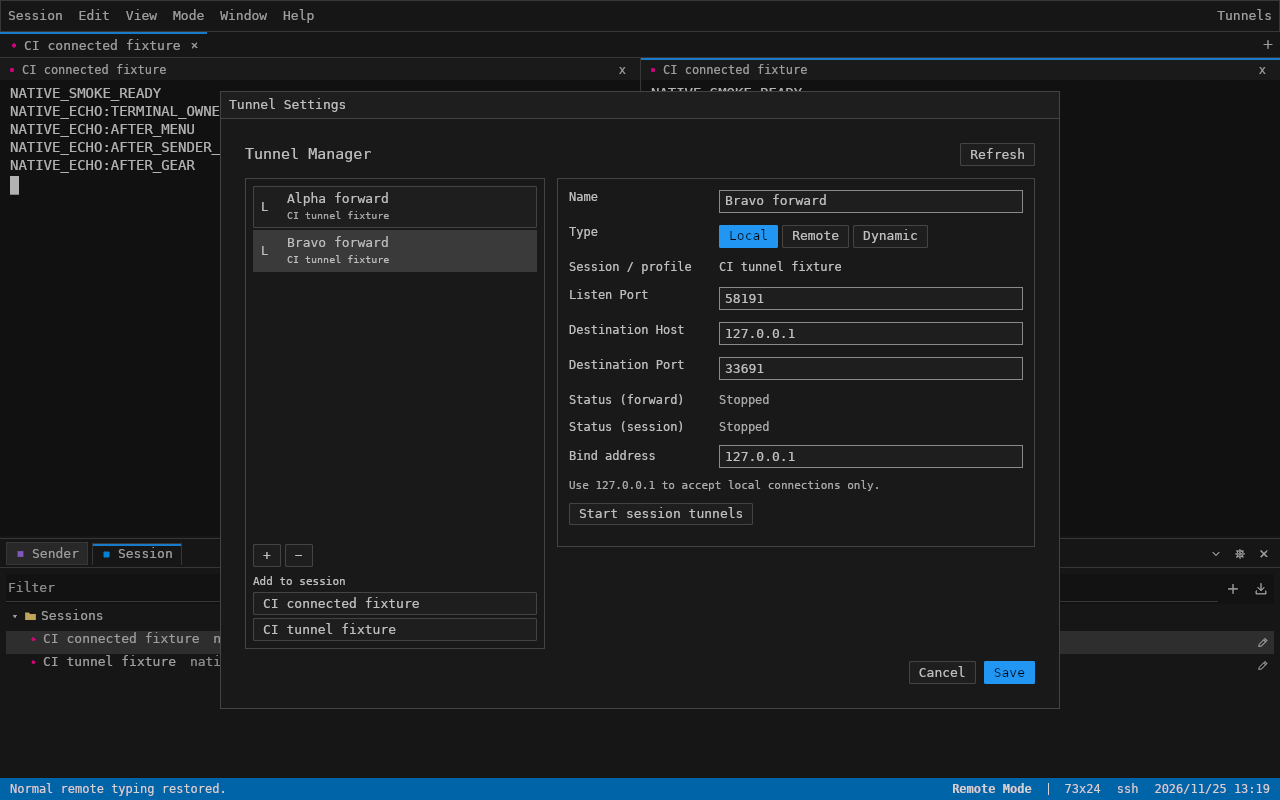 Session Edit View Mode Window Help Tunnels
CI connected fixture ×
CI connected fixture x
CI connected fixture x
NATIVE_SMOKE_READY
NATIVE_ECHO:TERMINAL_OWNE
NATIVE_ECHO:AFTER_MENU
NATIVE_ECHO:AFTER_SENDER_
NATIVE_ECHO:AFTER_GEAR
NATIVE_SMOKE_READY
Tunnel Settings
Tunnel Manager
Refresh
L Alpha forward
CI tunnel fixture
L Bravo forward
CI tunnel fixture
+ −
Add to session
CI connected fixture
CI tunnel fixture
Name Bravo forward
Type Local Remote Dynamic
Session / profile CI tunnel fixture
Listen Port 58191
Destination Host 127.0.0.1
Destination Port 33691
Status (forward) Stopped
Status (session) Stopped
Bind address 127.0.0.1
Use 127.0.0.1 to accept local connections only.
Start session tunnels
Cancel Save
Sender Session
Filter
Sessions
CI connected fixture n
CI tunnel fixture nati
Normal remote typing restored. Remote Mode | 73x24 ssh 2026/11/25 13:19